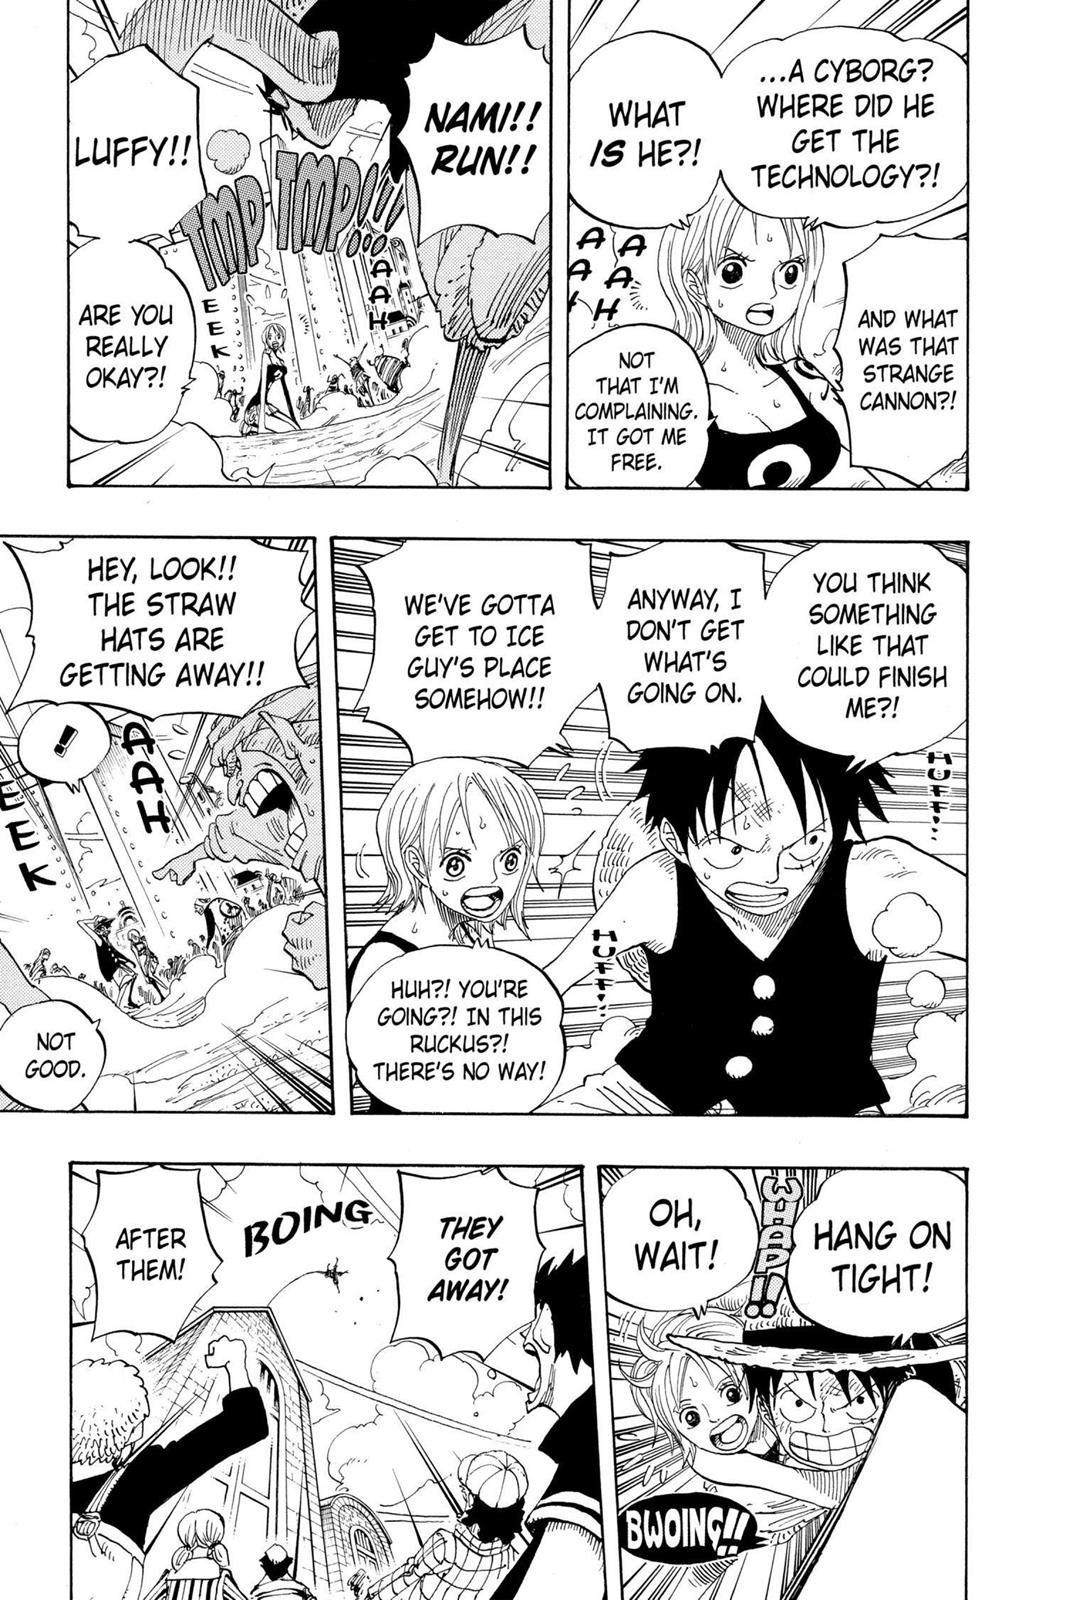 ...A CYBORG?
WHERE DID HE
GET THE
TECHNOLOGY?!
WHAT
IS HE?!
AND WHAT
WAS THAT
STRANGE
CANNON?!
AAH
AAAH
NOT
THAT I'M
COMPLAINING.
IT GOT ME
FREE.
NAMI!!
RUN!!
LUFFY!!
TMP TMP!!!...
AAH
EEK
ARE YOU
REALLY
OKAY?!
YOU THINK
SOMETHING
LIKE THAT
COULD FINISH
ME?!
ANYWAY, I
DON'T GET
WHAT'S
GOING ON.
WE'VE GOTTA
GET TO ICE
GUY'S PLACE
SOMEHOW!!
HUFF...
HUFF...
HUH?! YOU'RE
GOING?! IN THIS
RUCKUS?!
THERE'S NO WAY!
HEY, LOOK!!
THE STRAW
HATS ARE
GETTING AWAY!!
!
AAAH
EEEK
NOT
GOOD.
HANG ON
TIGHT!
WHAP!!
OH,
WAIT!
BWOING!!
THEY
GOT
AWAY!
BOING
AFTER
THEM!